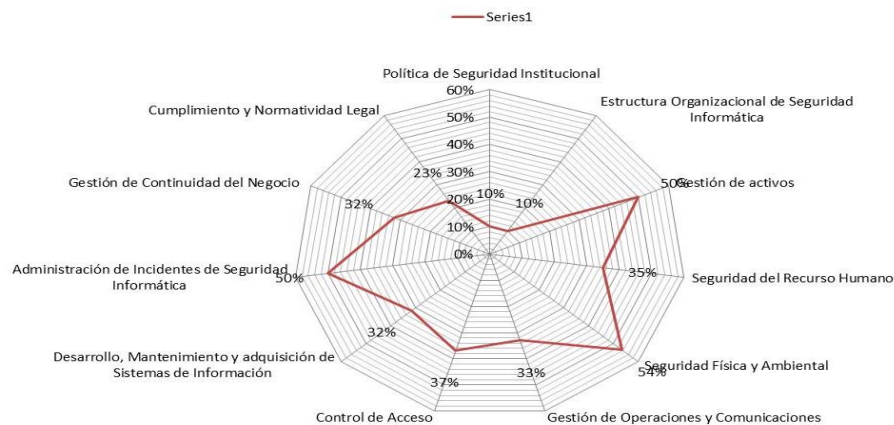 Series1
Política de Seguridad Institucional
60%
Estructura Organizacional de Seguridad
Informática
Cumplimiento y Normatividad Legal
50%
40%
30%
20%
10%
0%
23%
10%
10%
50%
Gestión de activos
Gestión de Continuidad del Negocio
32%
Administración de Incidentes de Seguridad
Informática
50%
35%
Seguridad del Recurso Humano
32%
Desarrollo, Mantenimiento y adquisición de
Sistemas de Información
Seguridad Física y Ambiental
54%
37%
33%
Control de Acceso
Gestión de Operaciones y Comunicaciones